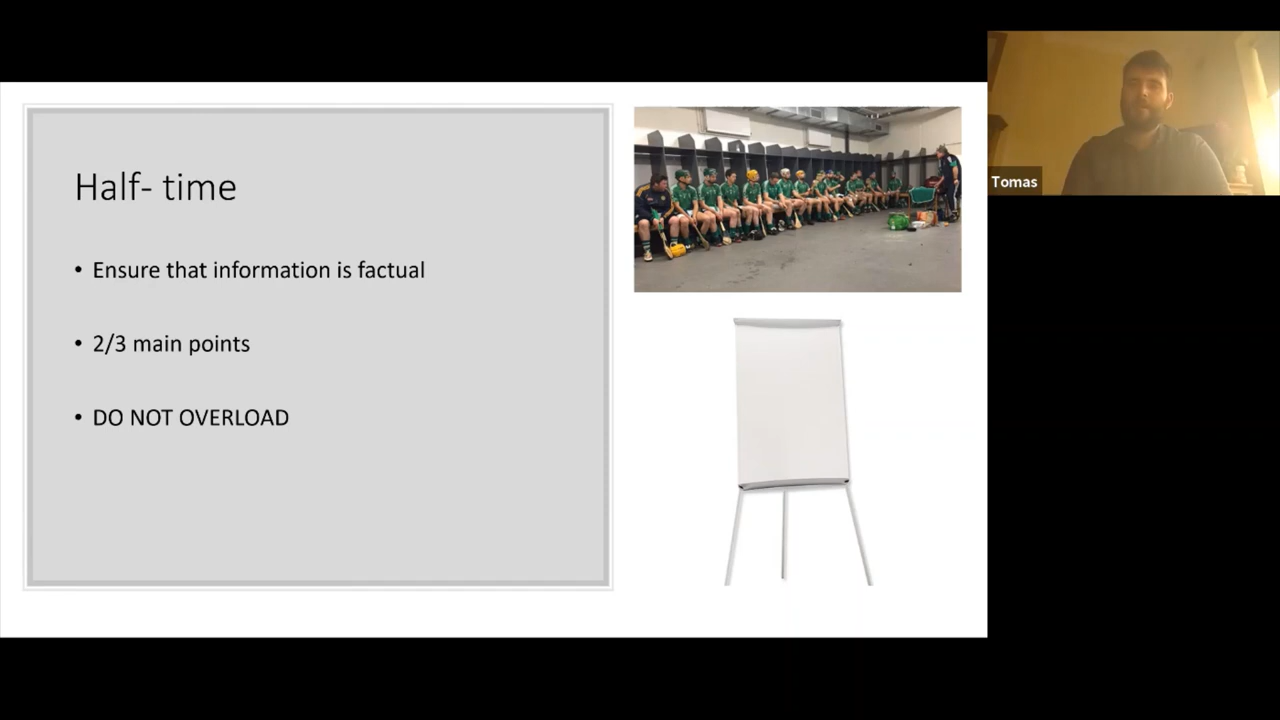 Half- time
• Ensure that information is factual
• 2/3 main points
• DO NOT OVERLOAD
Tomas